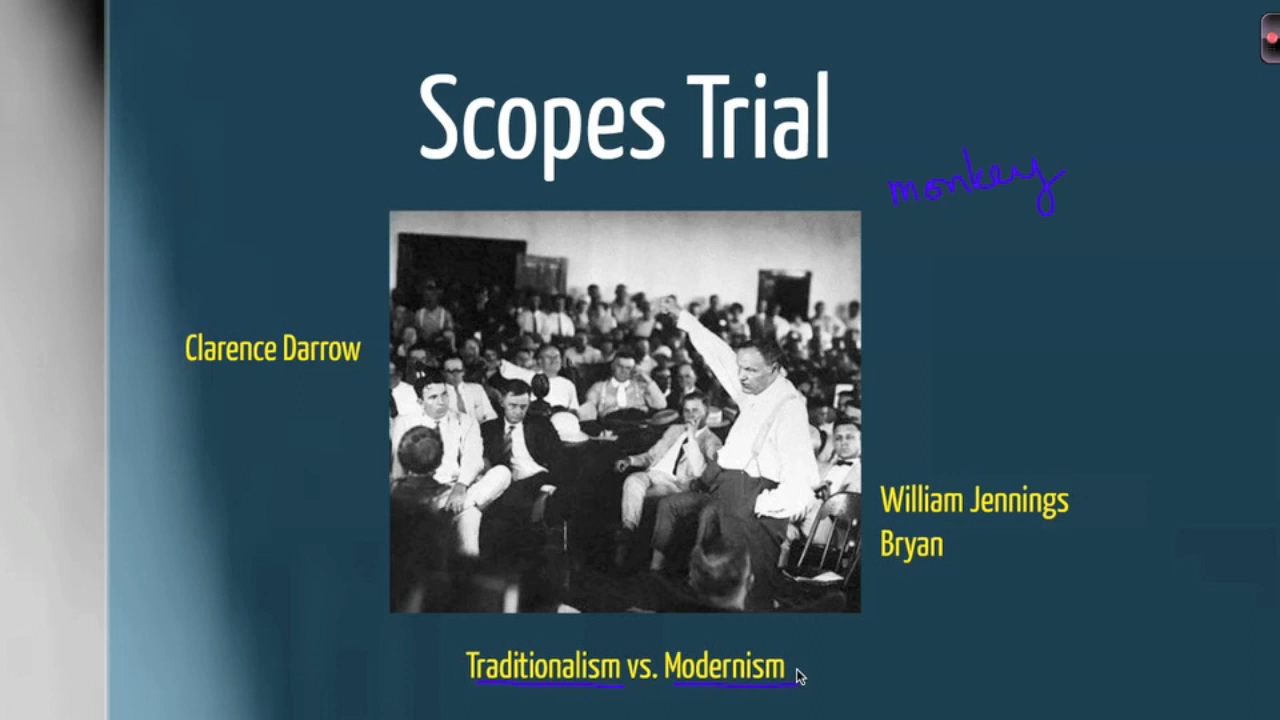 Scopes Trial
monkey
Clarence Darrow
William Jennings
Bryan
Traditionalism vs. Modernism